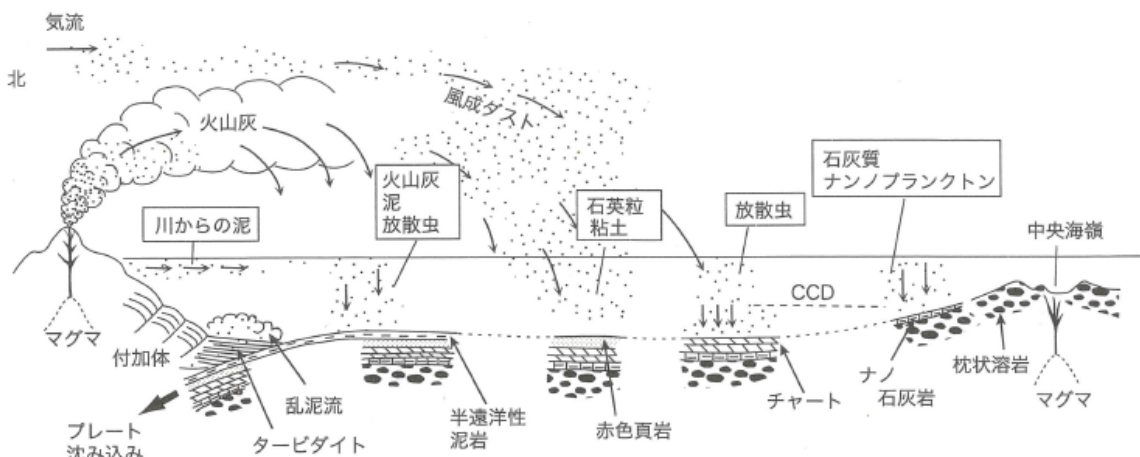 気流
北
風成ダスト
火山灰
石灰質
ナンノプランクトン
火山灰
泥
放散虫
石英粒
粘土
放散虫
川からの泥
中央海嶺
CCD
マグマ
付加体
乱泥流
タービダイト
プレート
沈み込み
半遠洋性
泥岩
赤色頁岩
チャート
ナノ
石灰岩
枕状溶岩
マグマ